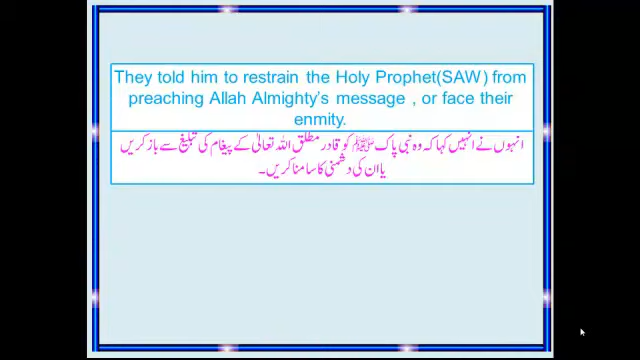 They told him to restrain the Holy Prophet(SAW) from
preaching Allah Almighty's message , or face their
enmity.
انہوں نے انہیں کہا کہ وہ نبی پاک ﷺ کو قادر مطلق اللہ تعالیٰ کے پیغام کی تبلیغ سے باز کریں
یا ان کی دشمنی کا سامنا کریں۔